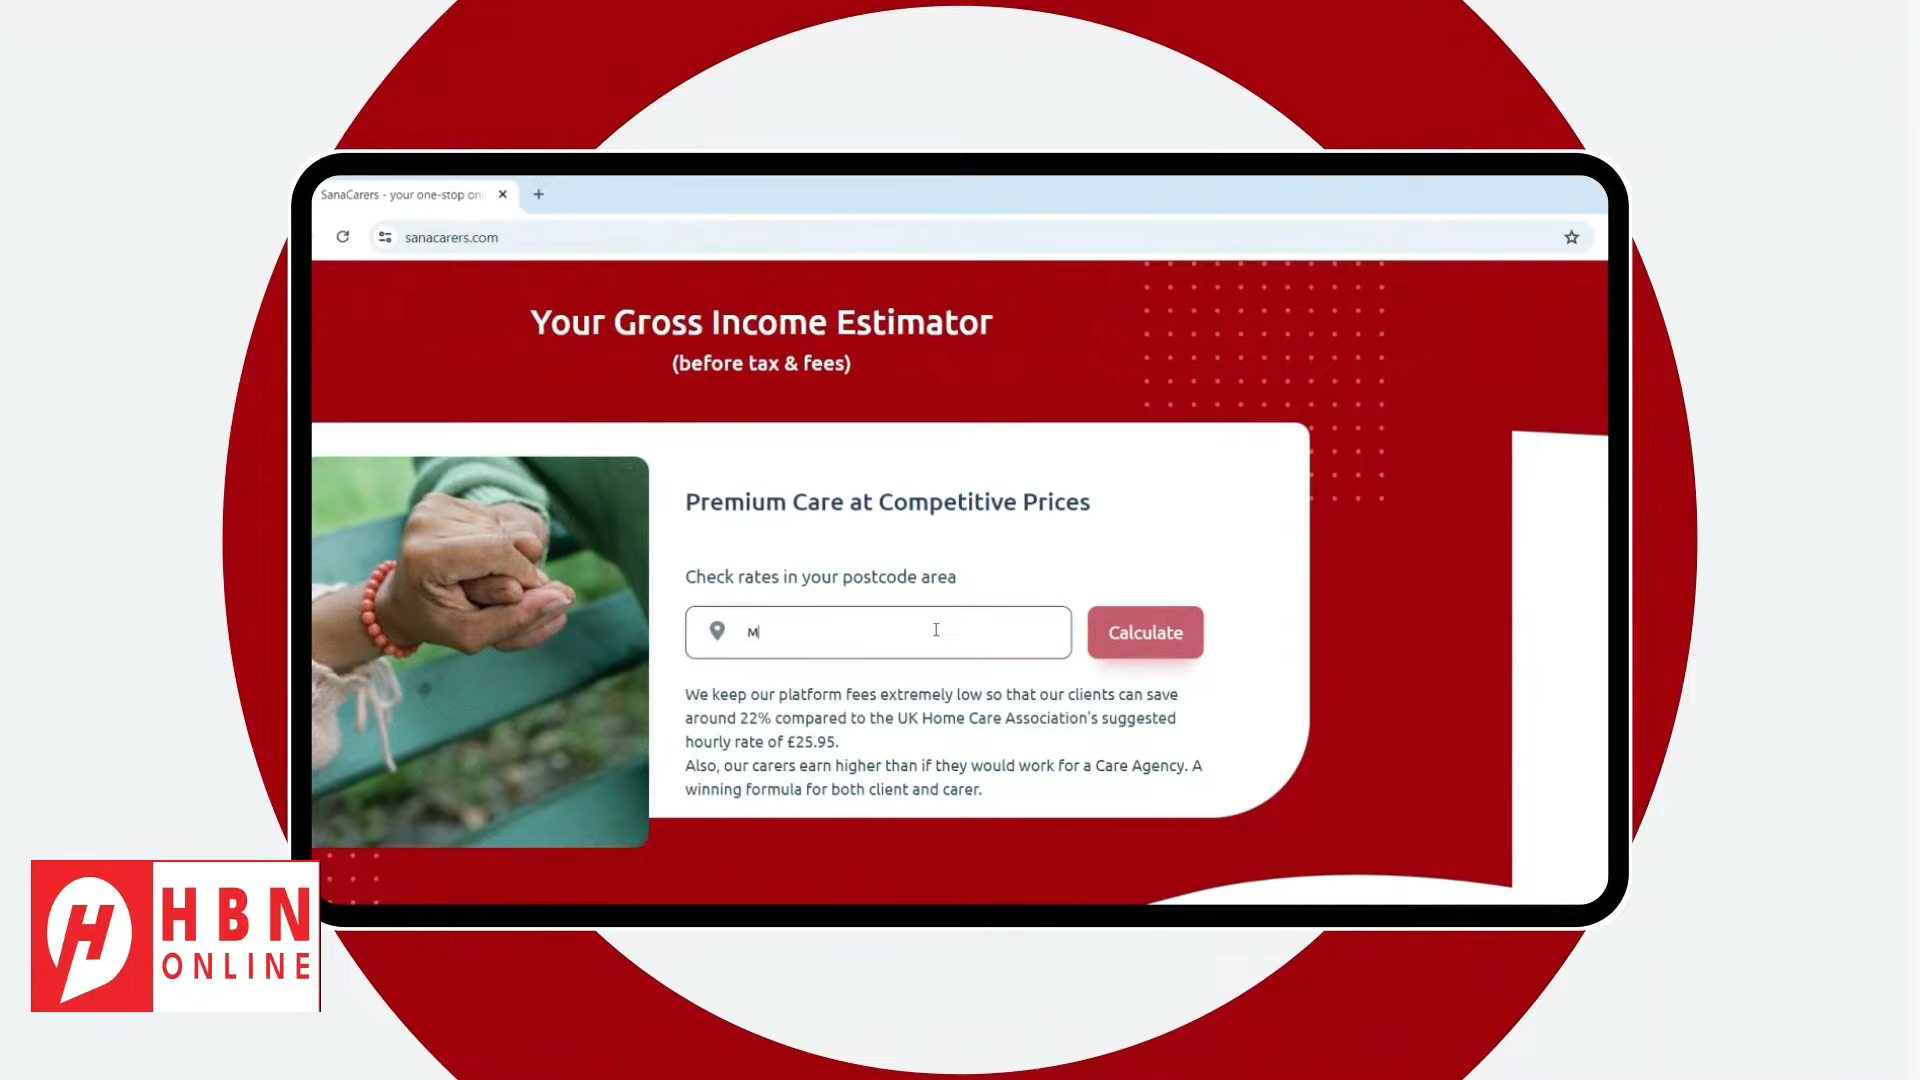 SanaCarers - your one-stop on
sanacarers.com
Your Gross Income Estimator
(before tax & fees)
Premium Care at Competitive Prices
Check rates in your postcode area
M
Calculate
We keep our platform fees extremely low so that our clients can save
around 22% compared to the UK Home Care Association's suggested
hourly rate of £25.95.
Also, our carers earn higher than if they would work for a Care Agency. A
winning formula for both client and carer.
H
HBN
ONLINE